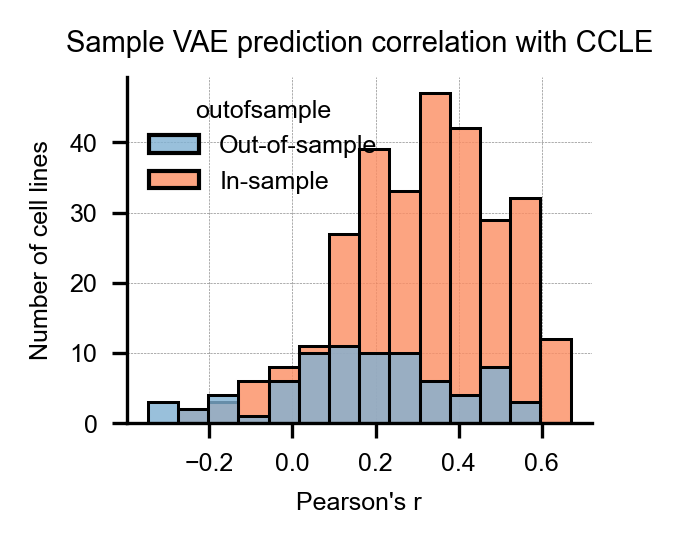 Sample VAE prediction correlation with CCLE
outofsample
Out-of-sample
In-sample
Number of cell lines
40
30
20
10
0
−0.2
0.0
0.2
0.4
0.6
Pearson's r